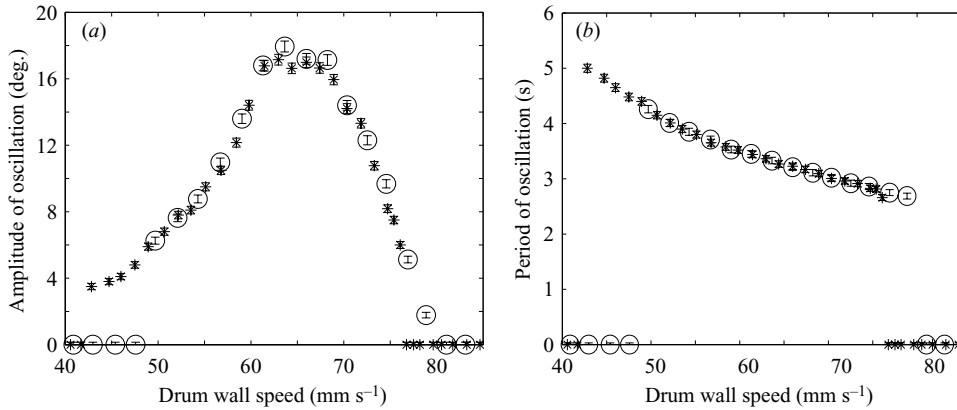 (a)
Amplitude of oscillation (deg.)
20
16
12
8
4
0
40 50 60 70 80
Drum wall speed (mm s⁻¹)
(b)
Period of oscillation (s)
6
5
4
3
2
1
0
40 50 60 70 80
Drum wall speed (mm s⁻¹)